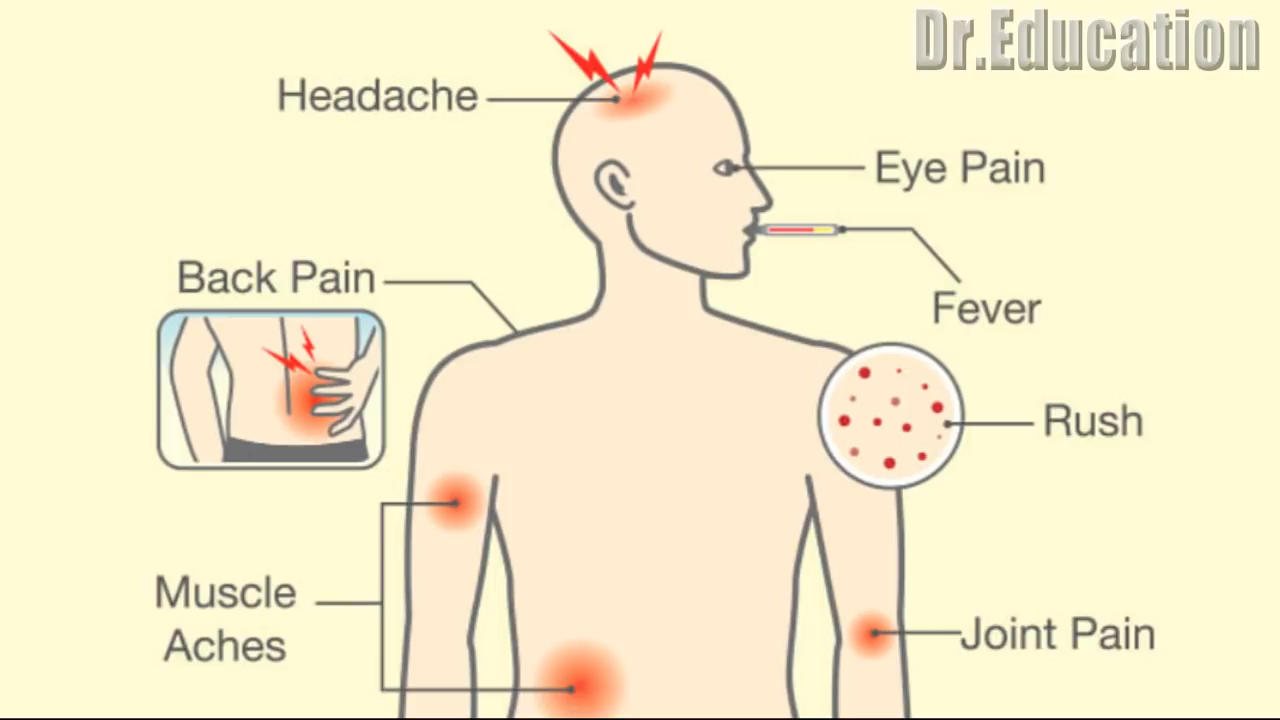 Dr.Education
Headache
Eye Pain
Back Pain
Fever
Rush
Muscle
Aches
Joint Pain